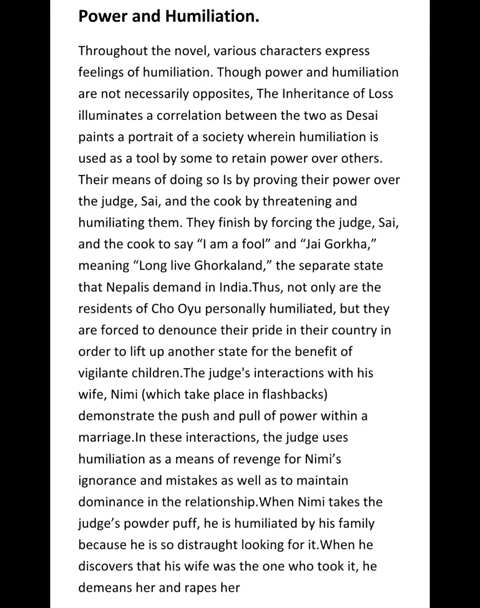 Power and Humiliation.
Throughout the novel, various characters express
feelings of humiliation. Though power and humiliation
are not necessarily opposites, The Inheritance of Loss
illuminates a correlation between the two as Desai
paints a portrait of a society wherein humiliation is
used as a tool by some to retain power over others.
Their means of doing so Is by proving their power over
the judge, Sai, and the cook by threatening and
humiliating them. They finish by forcing the judge, Sai,
and the cook to say “I am a fool” and “Jai Gorkha,”
meaning “Long live Ghorkaland,” the separate state
that Nepalis demand in India.Thus, not only are the
residents of Cho Oyu personally humiliated, but they
are forced to denounce their pride in their country in
order to lift up another state for the benefit of
vigilante children.The judge's interactions with his
wife, Nimi (which take place in flashbacks)
demonstrate the push and pull of power within a
marriage.In these interactions, the judge uses
humiliation as a means of revenge for Nimi’s
ignorance and mistakes as well as to maintain
dominance in the relationship.When Nimi takes the
judge’s powder puff, he is humiliated by his family
because he is so distraught looking for it.When he
discovers that his wife was the one who took it, he
demeans her and rapes her